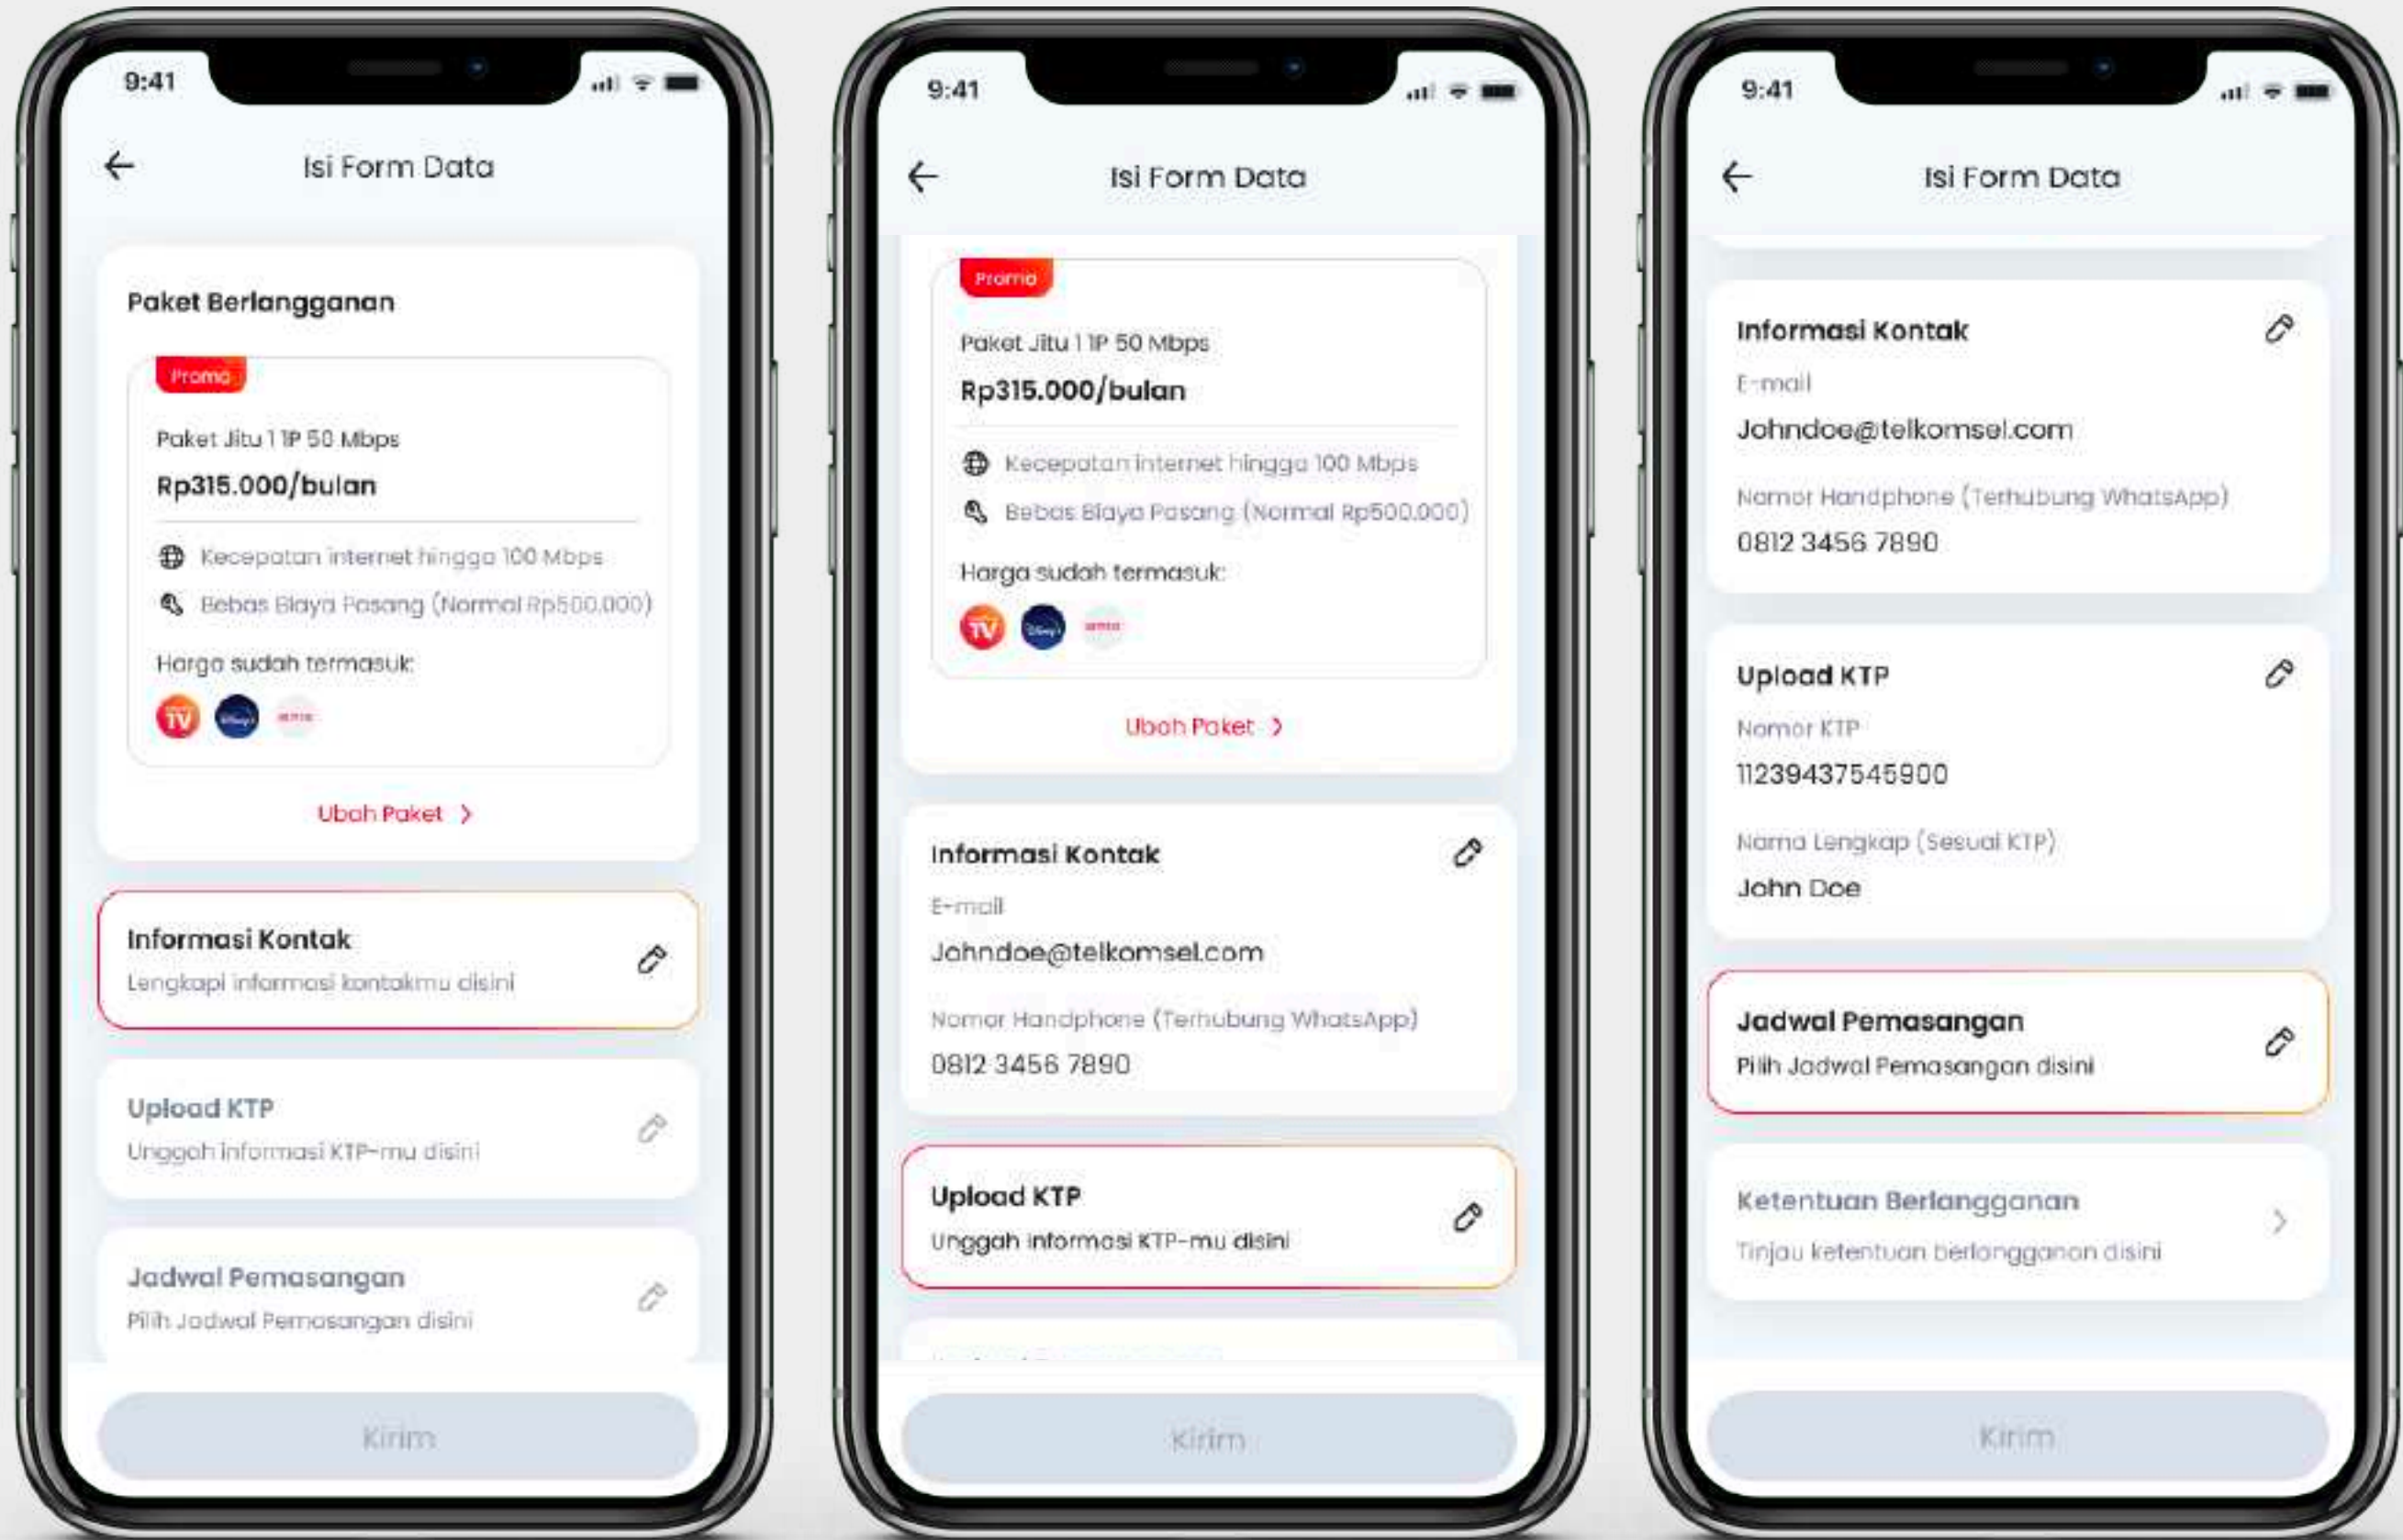 9:41
Isi Form Data
Paket Berlangganan
Promo
Paket Jitu 1 1P 50 Mbps
Rp315.000/bulan
Kecepatan internet hingga 100 Mbps
Bebas Biaya Pasang (Normal Rp500.000)
Harga sudah termasuk:
TV
Disney+
Ubah Paket
Informasi Kontak
Lengkapi informasi kontakmu disini
Upload KTP
Unggah informasi KTP-mu disini
Jadwal Pemasangan
Pilih Jadwal Pemasangan disini
Kirim
9:41
Isi Form Data
Promo
Paket Jitu 1 1P 50 Mbps
Rp315.000/bulan
Kecepatan internet hingga 100 Mbps
Bebas Biaya Pasang (Normal Rp500.000)
Harga sudah termasuk:
TV
Disney+
Ubah Paket
Informasi Kontak
E-mail
Johndoe@telkomsel.com
Nomor Handphone (Terhubung WhatsApp)
0812 3456 7890
Upload KTP
Unggah informasi KTP-mu disini
Kirim
9:41
Isi Form Data
Informasi Kontak
E-mail
Johndoe@telkomsel.com
Nomor Handphone (Terhubung WhatsApp)
0812 3456 7890
Upload KTP
Nomor KTP
11239437545900
Nama Lengkap (Sesuai KTP)
John Doe
Jadwal Pemasangan
Pilih Jadwal Pemasangan disini
Ketentuan Berlangganan
Tinjau ketentuan berlangganan disini
Kirim